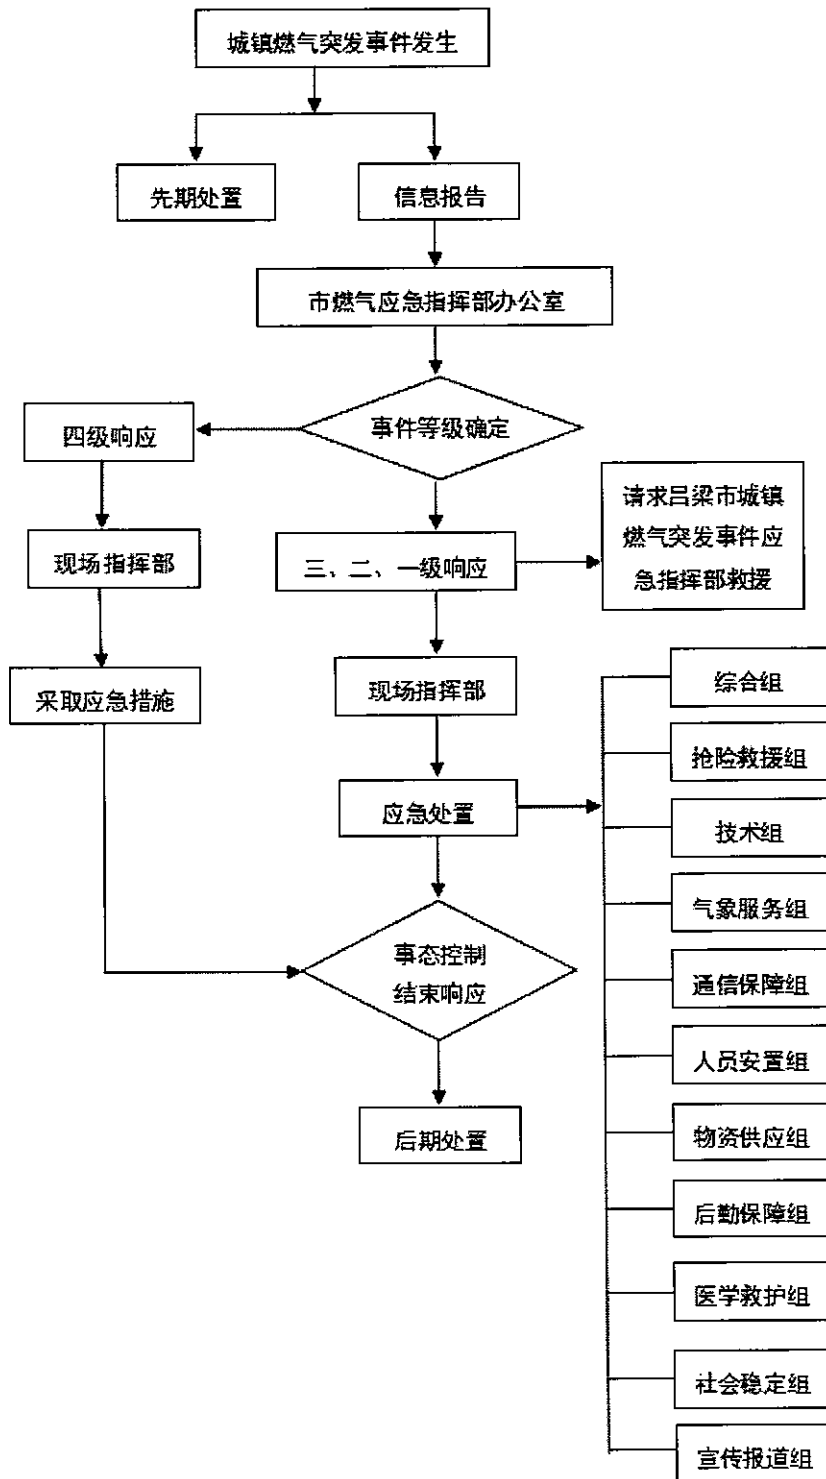 城镇燃气突发事件发生
先期处置
信息报告
市燃气应急指挥部办公室
事件等级确定
四级响应
请求吕梁市城镇
燃气突发事件应
急指挥部救援
现场指挥部
三、二、一级响应
采取应急措施
现场指挥部
综合组
抢险救援组
应急处置
技术组
气象服务组
事态控制
结束响应
通信保障组
人员安置组
后期处置
物资供应组
后勤保障组
医学救护组
社会稳定组
宣传报道组